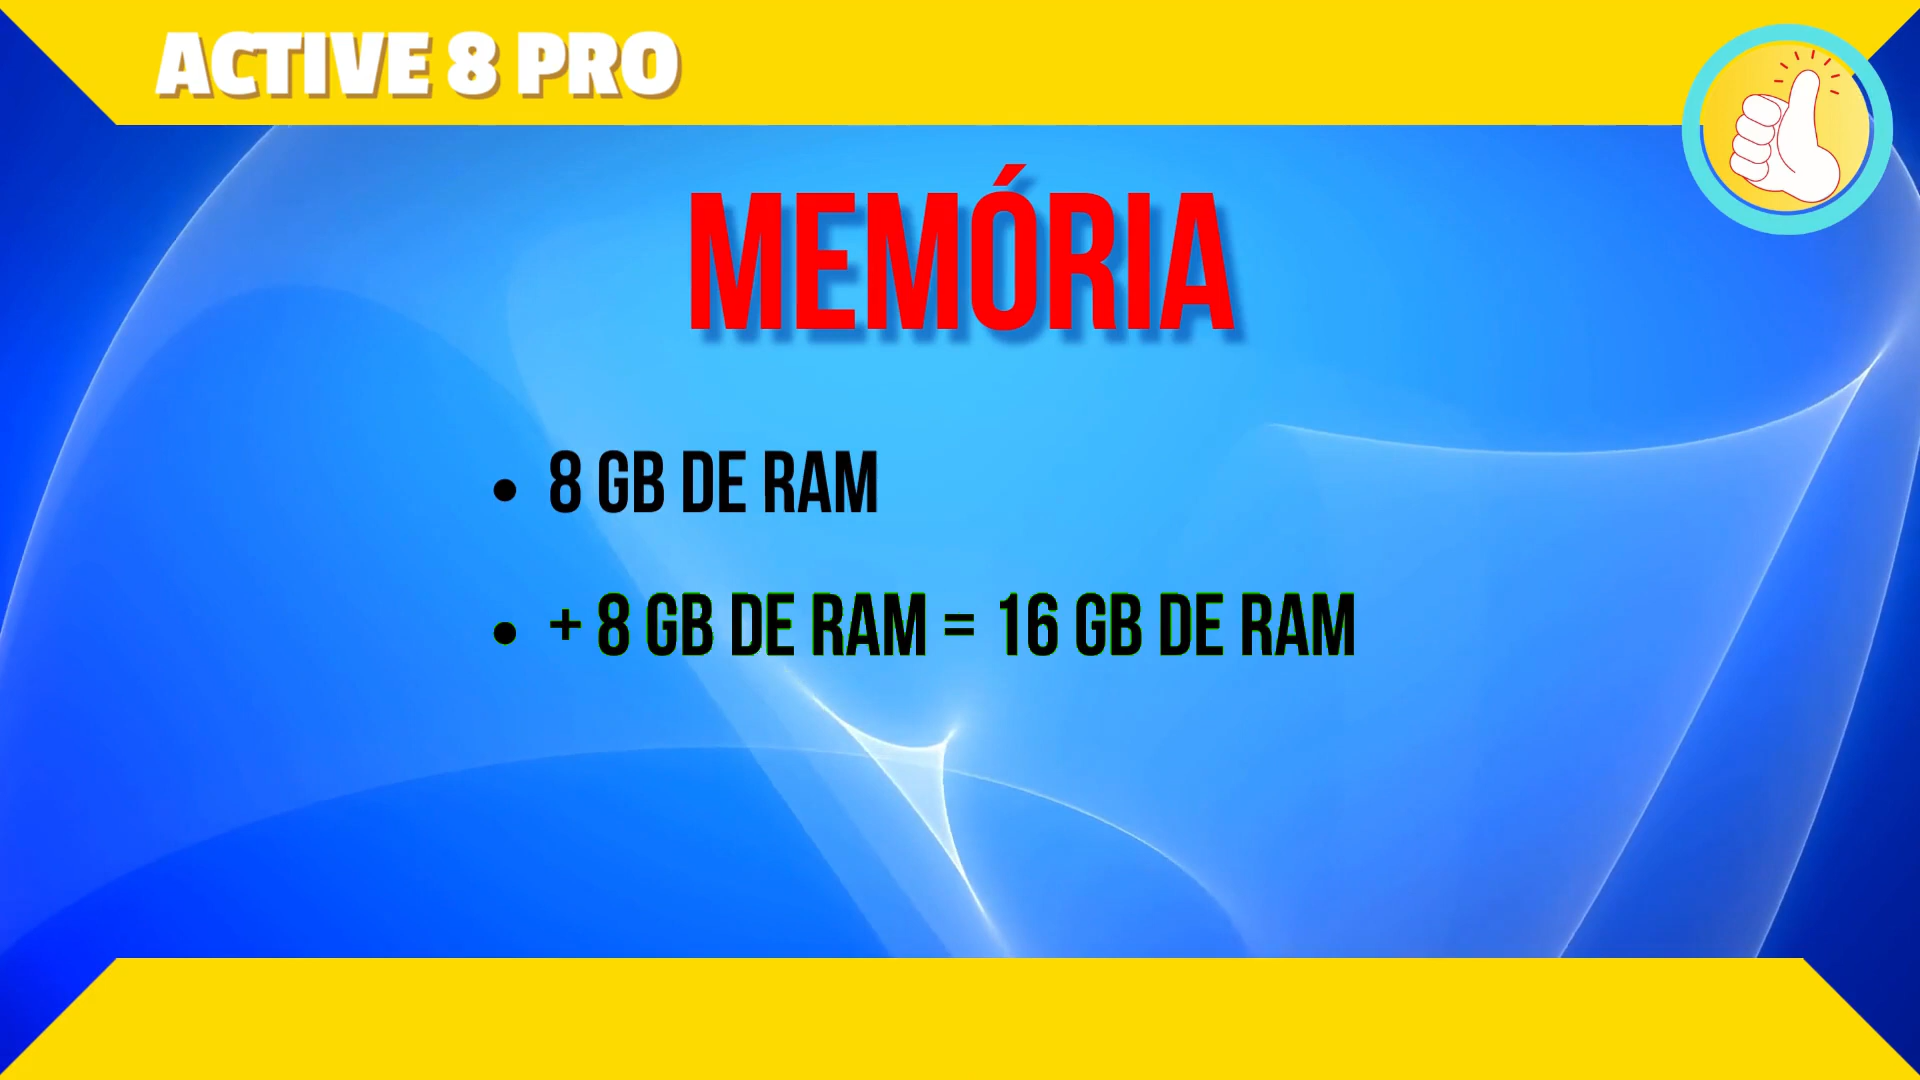 ACTIVE 8 PRO
MEMÓRIA
• 8 GB DE RAM
• + 8 GB DE RAM = 16 GB DE RAM